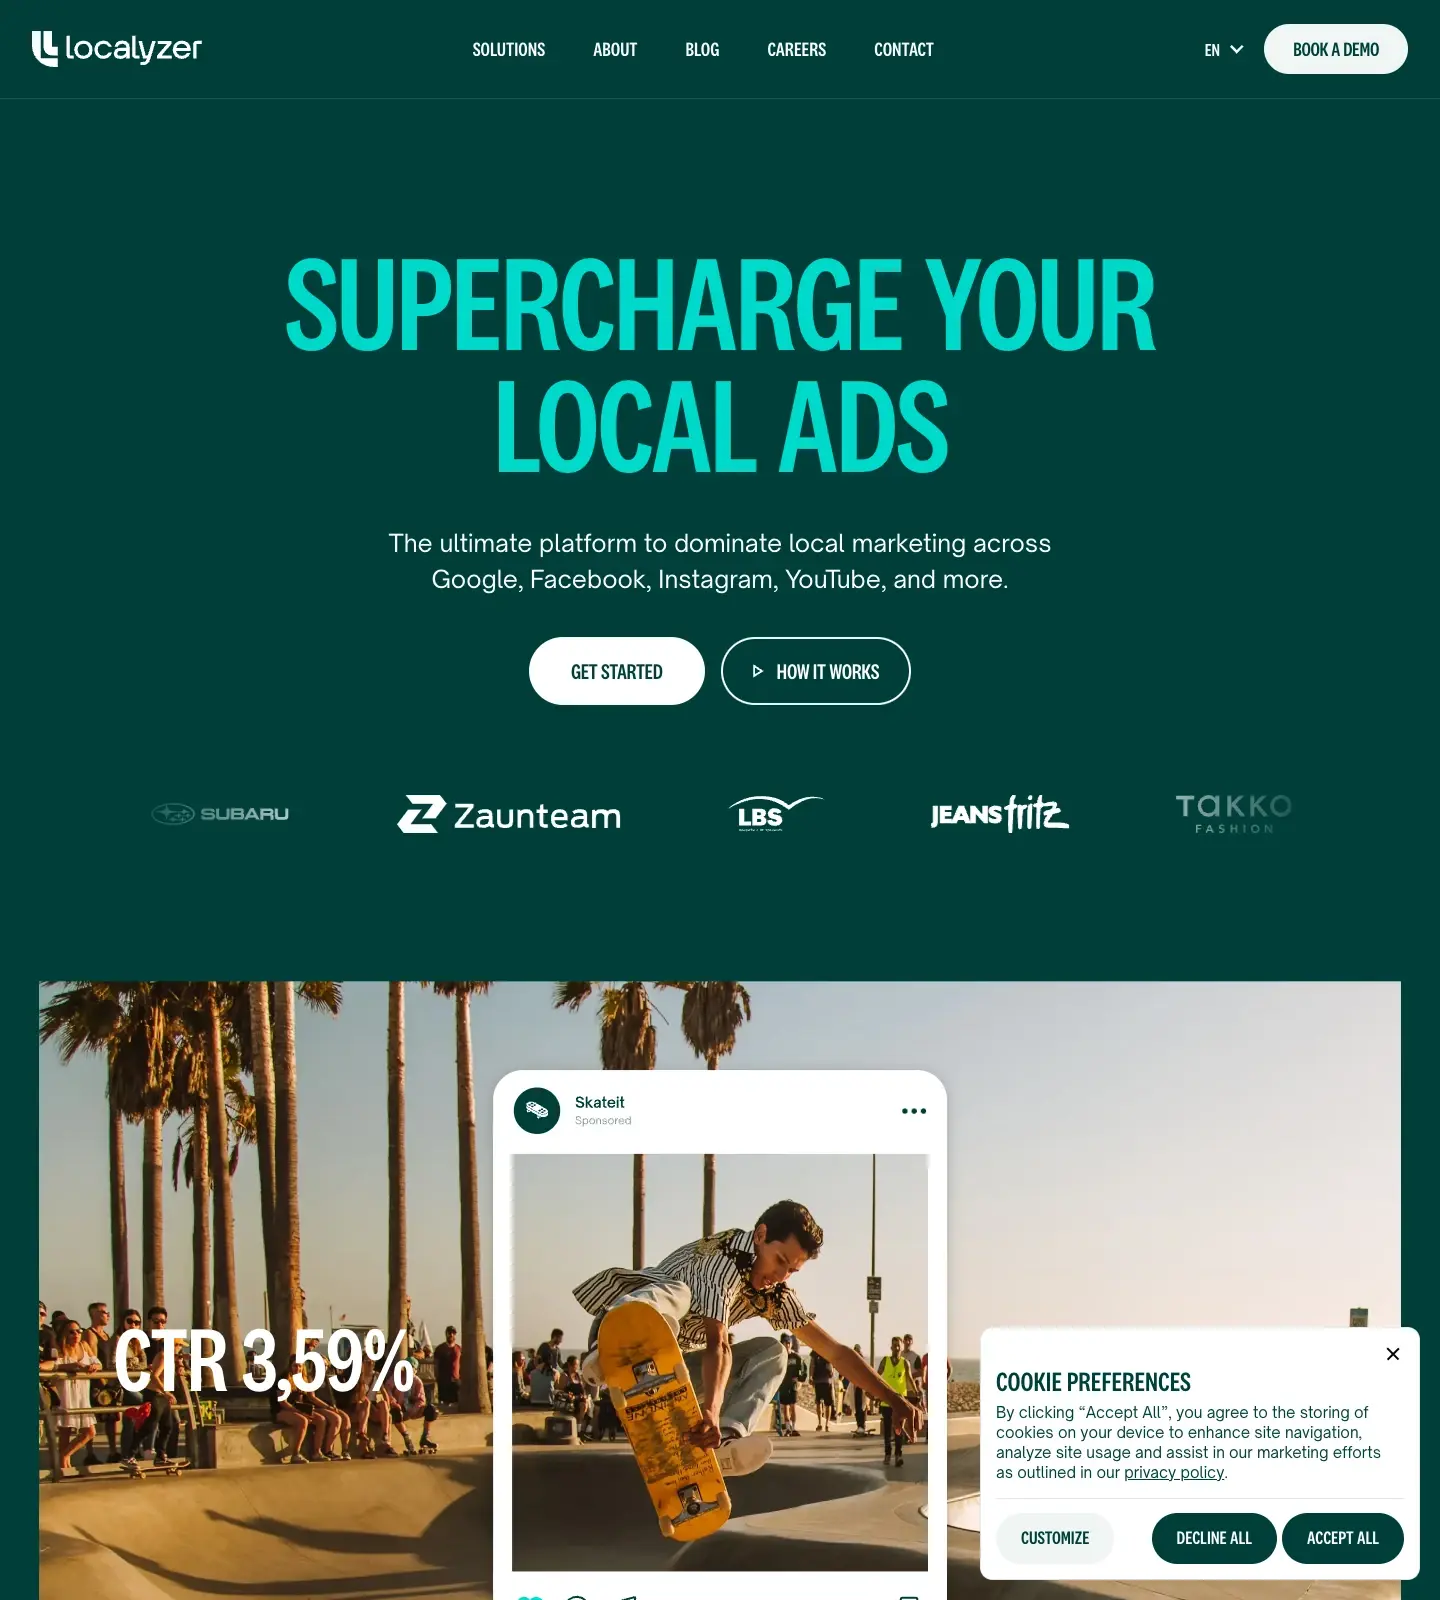 localyzer
SOLUTIONS
ABOUT
BLOG
CAREERS
CONTACT
EN
BOOK A DEMO
SUPERCHARGE YOUR
LOCAL ADS
The ultimate platform to dominate local marketing across
Google, Facebook, Instagram, YouTube, and more.
GET STARTED
HOW IT WORKS
SUBARU
Zaunteam
LBS
JEANS fritz
TAKKO
FASHION
Skateit
Sponsored
CTR 3,59%
COOKIE PREFERENCES
By clicking “Accept All”, you agree to the storing of
cookies on your device to enhance site navigation,
analyze site usage and assist in our marketing efforts
as outlined in our privacy policy.
CUSTOMIZE
DECLINE ALL
ACCEPT ALL